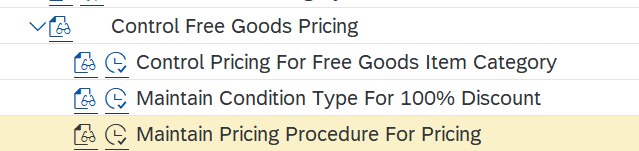 Control Free Goods Pricing
Control Pricing For Free Goods Item Category
Maintain Condition Type For 100% Discount
Maintain Pricing Procedure For Pricing